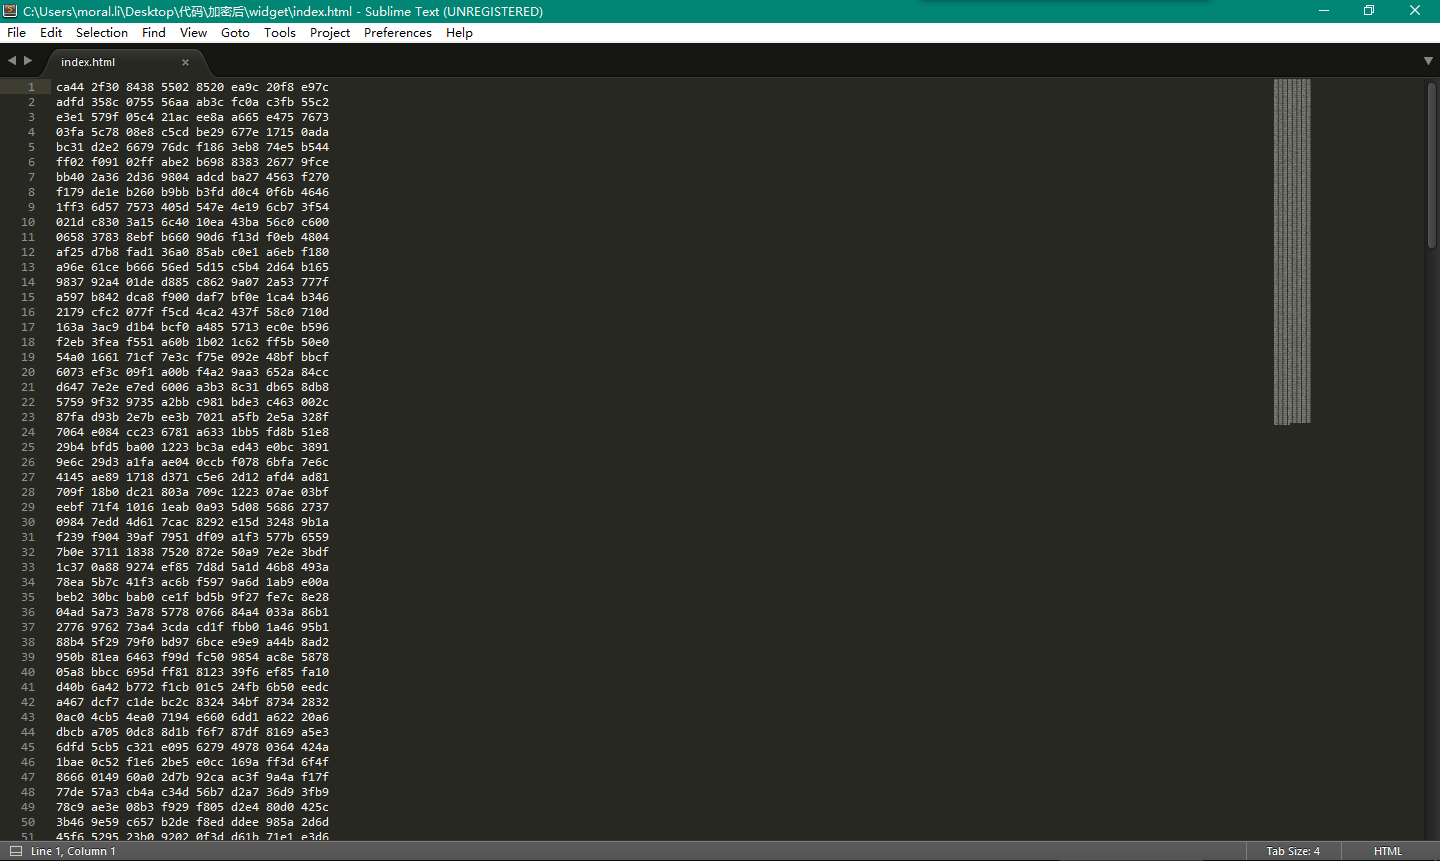 C:\Users\moral.li\Desktop\代码\加密后\widget\index.html - Sublime Text (UNREGISTERED)
File Edit Selection Find View Goto Tools Project Preferences Help
index.html
1 ca44 2f30 8438 5502 8520 ea9c 20f8 e97c
2 adfd 358c 0755 56aa ab3c fc0a c3fb 55c2
3 e3e1 579f 05c4 21ac ee8a a665 e475 7673
4 03fa 5c78 08e8 c5cd be29 677e 1715 0ada
5 bc31 d2e2 6679 76dc f186 3eb8 74e5 b544
6 ff02 f091 02ff abe2 b698 8383 2677 9fce
7 bb40 2a36 2d36 9804 adcd ba27 4563 f270
8 f179 de1e b260 b9bb b3fd d0c4 0f6b 4646
9 1ff3 6d57 7573 405d 547e 4e19 6cb7 3f54
10 021d c830 3a15 6c40 10ea 43ba 56c0 c600
11 0658 3783 8ebf b660 90d6 f13d f0eb 4804
12 af25 d7b8 fad1 36a0 85ab c0e1 a6eb f180
13 a96e 61ce b666 56ed 5d15 c5b4 2d64 b165
14 9837 92a4 01de d885 c862 9a07 2a53 777f
15 a597 b842 dca8 f900 daf7 bf0e 1ca4 b346
16 2179 cfc2 077f f5cd 4ca2 437f 58c0 710d
17 163a 3ac9 d1b4 bcf0 a485 5713 ec0e b596
18 f2eb 3fea f551 a60b 1b02 1c62 ff5b 50e0
19 54a0 1661 71cf 7e3c f75e 092e 48bf bbcf
20 6073 ef3c 09f1 a00b f4a2 9aa3 652a 84cc
21 d647 7e2e e7ed 6006 a3b3 8c31 db65 8db8
22 5759 9f32 9735 a2bb c981 bde3 c463 002c
23 87fa d93b 2e7b ee3b 7021 a5fb 2e5a 328f
24 7064 e084 cc23 6781 a633 1bb5 fd8b 51e8
25 29b4 bfd5 ba00 1223 bc3a ed43 e0bc 3891
26 9e6c 29d3 a1fa ae04 0ccb f078 6bfa 7e6c
27 4145 ae89 1718 d371 c5e6 2d12 afd4 ad81
28 709f 18b0 dc21 803a 709c 1223 07ae 03bf
29 eebf 71f4 1016 1eab 0a93 5d08 5686 2737
30 0984 7edd 4d61 7cac 8292 e15d 3248 9b1a
31 f239 f904 39af 7951 df09 a1f3 577b 6559
32 7b0e 3711 1838 7520 872e 50a9 7e2e 3bdf
33 1c37 0a88 9274 ef85 7d8d 5a1d 46b8 493a
34 78ea 5b7c 41f3 ac6b f597 9a6d 1ab9 e00a
35 beb2 30bc bab0 ce1f bd5b 9f27 fe7c 8e28
36 04ad 5a73 3a78 5778 0766 84a4 033a 86b1
37 2776 9762 73a4 3cda cd1f fbb0 1a46 95b1
38 88b4 5f29 79f0 bd97 6bce e9e9 a44b 8ad2
39 950b 81ea 6463 f99d fc50 9854 ac8e 5878
40 05a8 bbcc 695d ff81 8123 39f6 ef85 fa10
41 d40b 6a42 b772 f1cb 01c5 24fb 6b50 eedc
42 a467 dcf7 c1de bc2c 8324 34bf 8734 2832
43 0ac0 4cb5 4ea0 7194 e660 6dd1 a622 20a6
44 dbcb a705 0dc8 8d1b f6f7 87df 8169 a5e3
45 6dfd 5cb5 c321 e095 6279 4978 0364 424a
46 1bae 0c52 f1e6 2be5 e0cc 169a ff3d 6f4f
47 8666 0149 60a0 2d7b 92ca ac3f 9a4a f17f
48 77de 57a3 cb4a c34d 56b7 d2a7 36d9 3fb9
49 78c9 ae3e 08b3 f929 f805 d2e4 80d0 425c
50 3b46 9e59 c657 b2de f8ed ddee 985a 2d6d
51 45f6 5295 23b0 9202 0f3d d61b 71e1 e3d6
Line 1, Column 1 Tab Size: 4 HTML